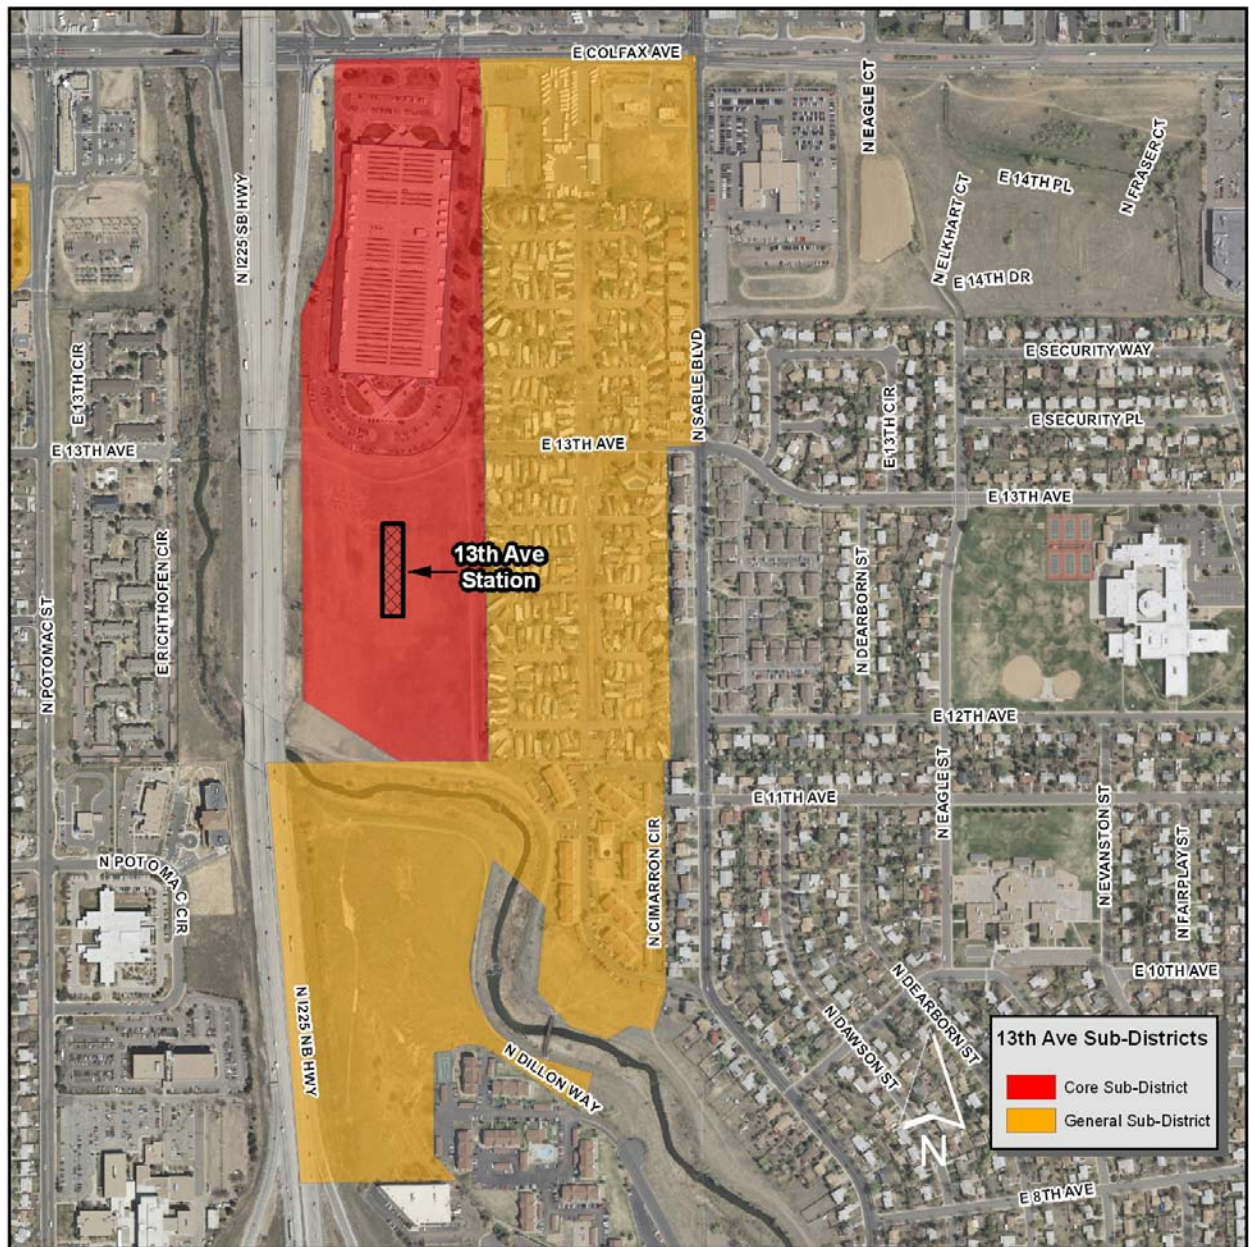 E COLFAX AVE
N EAGLE CT
N FRASER CT
E 14TH PL
N ELKHART CT
E 14TH DR
N I225 SB HWY
E 13TH CIR
E SECURITY WAY
N SABLE BLVD
E 13TH CIR
E SECURITY PL
E 13TH AVE
E 13TH AVE
E 13TH AVE
13th Ave
Station
E RICHTHOFEN CIR
N DEARBORN ST
N POTOMAC ST
E 12TH AVE
E 11TH AVE
N EAGLE ST
N EVANSTON ST
N FAIRPLAY ST
N POTOMAC CIR
N CIMARRON CIR
E 10TH AVE
N DEARBORN ST
N DAWSON ST
N I225 NB HWY
N DILLON WAY
13th Ave Sub-Districts
Core Sub-District
General Sub-District
N
E 8TH AVE